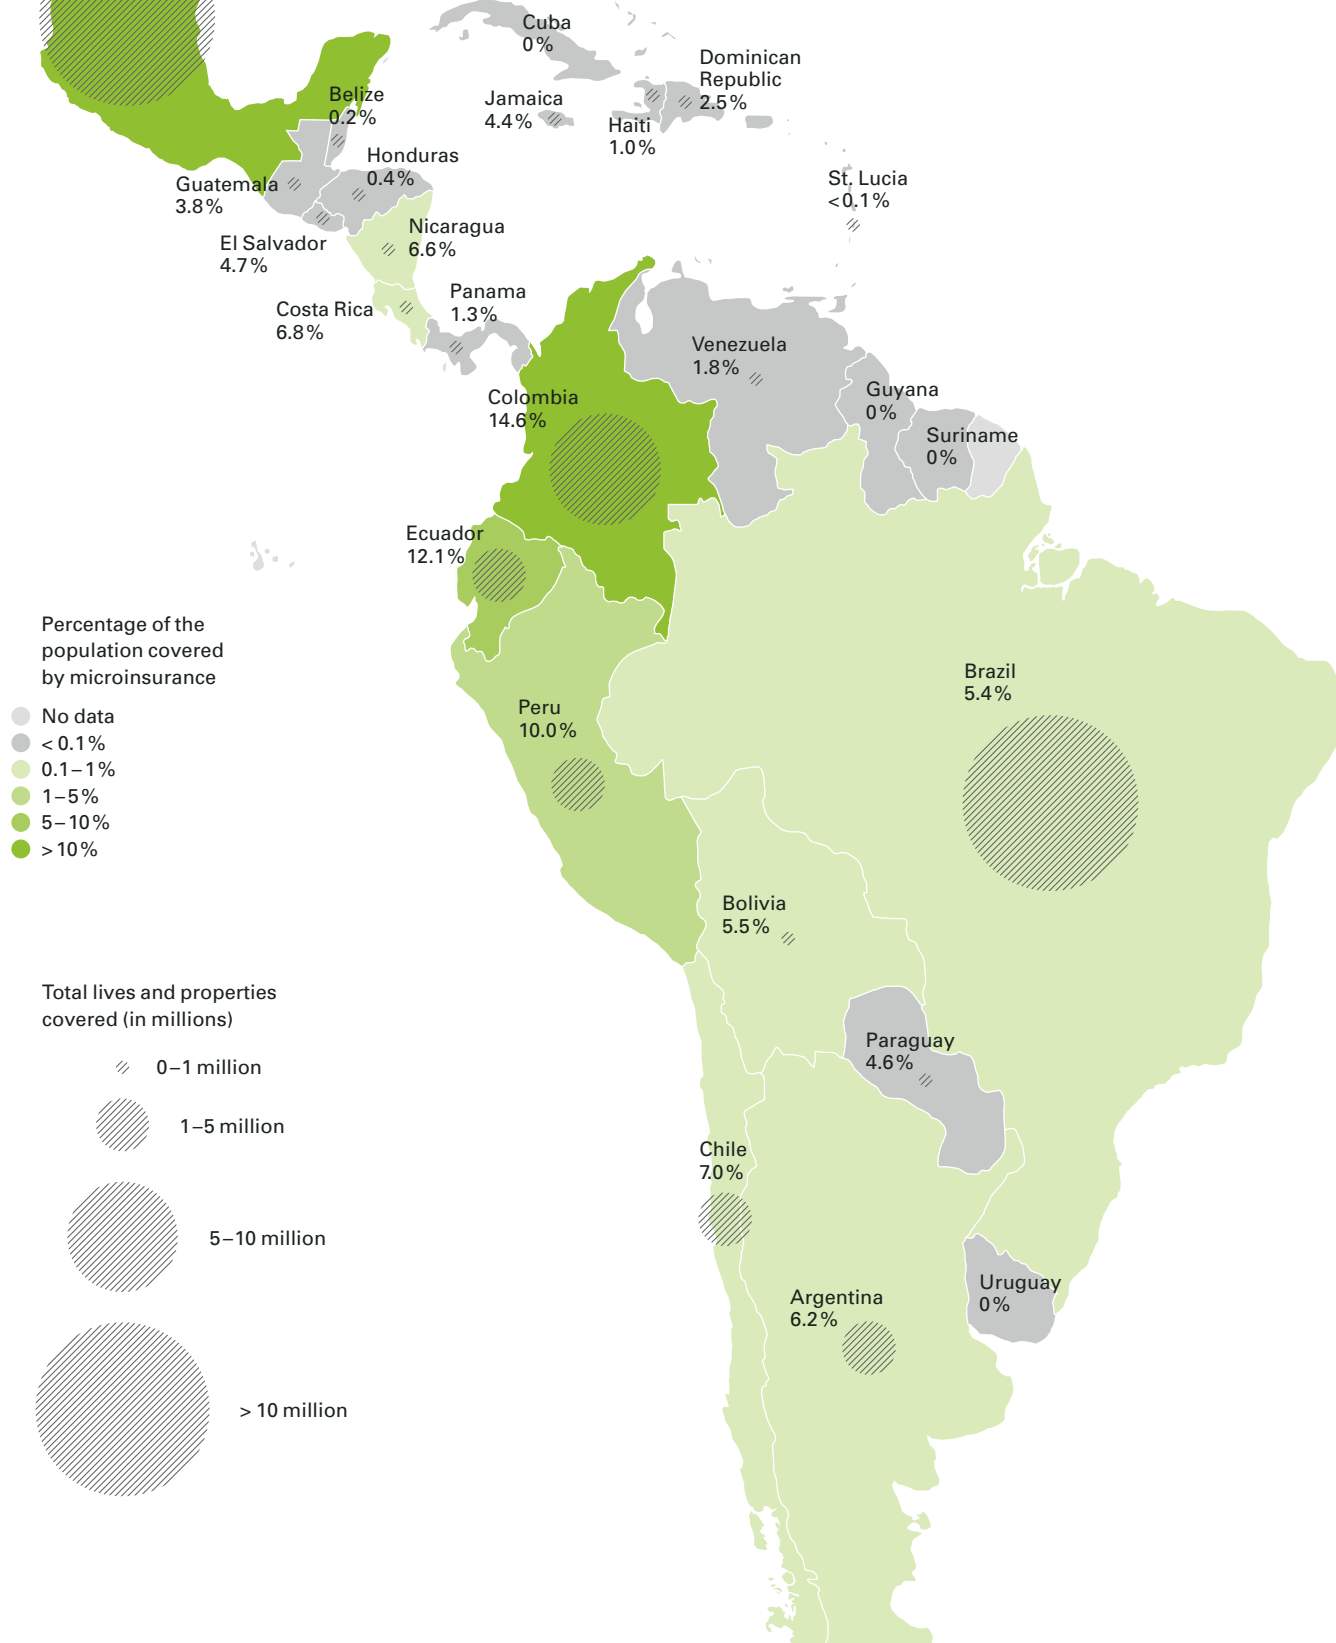 Cuba
0%
Dominican
Republic
2.5%
Belize
0.2%
Jamaica
4.4%
Haiti
1.0%
Honduras
0.4%
Guatemala
3.8%
St. Lucia
<0.1%
Nicaragua
6.6%
El Salvador
4.7%
Panama
1.3%
Costa Rica
6.8%
Venezuela
1.8%
Colombia
14.6%
Guyana
0%
Suriname
0%
Ecuador
12.1%
Percentage of the
population covered
by microinsurance
No data
< 0.1%
0.1–1%
1–5%
5–10%
>10%
Brazil
5.4%
Peru
10.0%
Bolivia
5.5%
Total lives and properties
covered (in millions)
0–1 million
1–5 million
5–10 million
> 10 million
Paraguay
4.6%
Chile
7.0%
Uruguay
0%
Argentina
6.2%